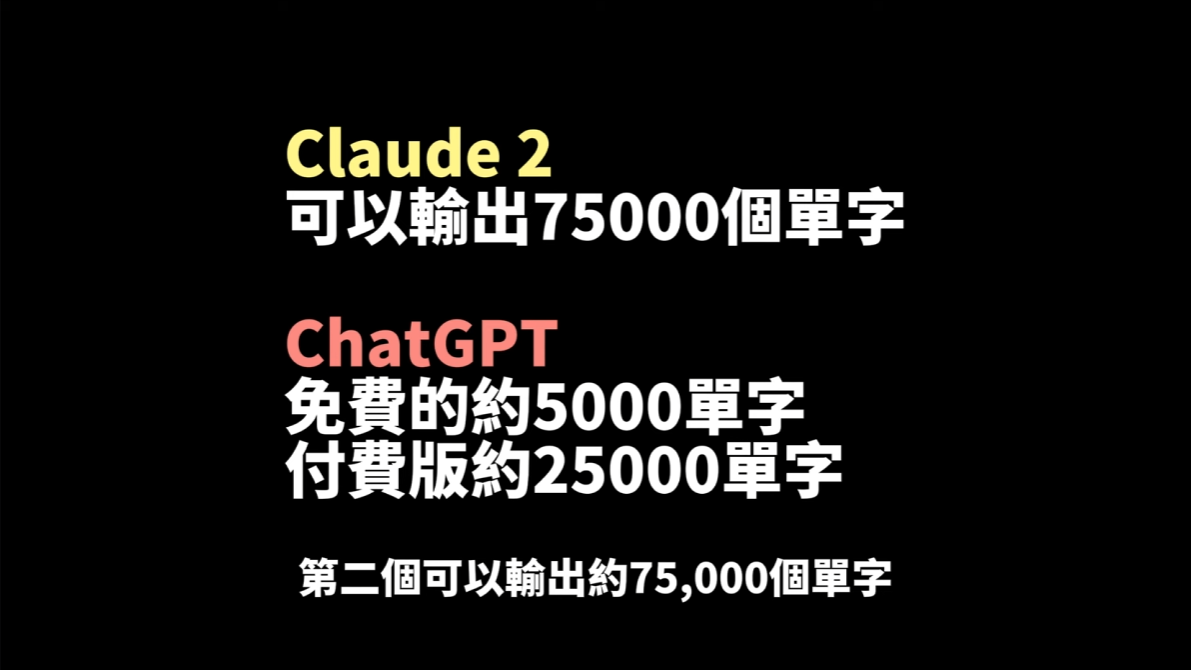 Claude 2
可以輸出75000個單字
ChatGPT
免費的約5000單字
付費版約25000單字
第二個可以輸出約75,000個單字